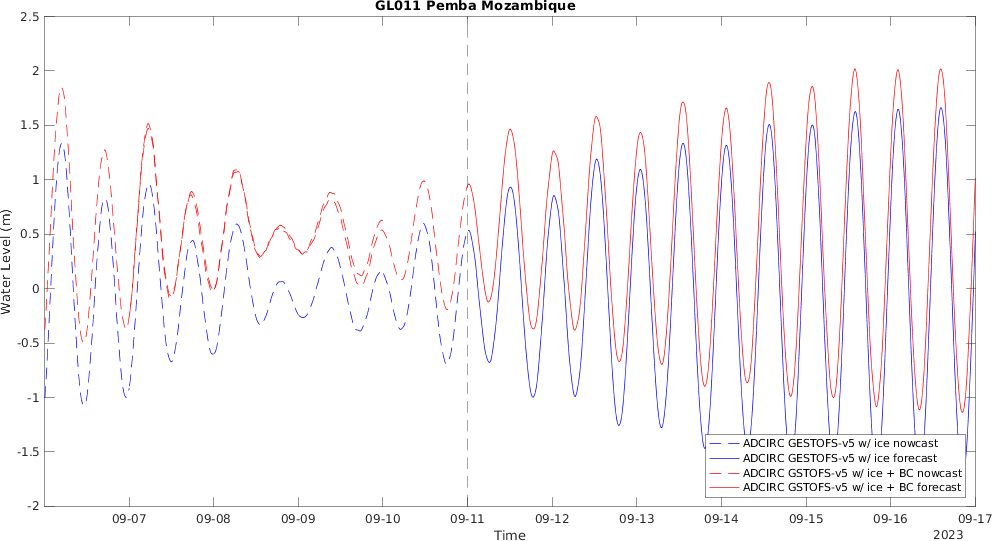 GL011 Pemba Mozambique
2.5
2
1.5
1
0.5
0
-0.5
-1
-1.5
-2
Water Level (m)
ADCIRC GESTOFS-v5 w/ ice nowcast
ADCIRC GESTOFS-v5 w/ ice forecast
ADCIRC GSTOFS-v5 w/ ice + BC nowcast
ADCIRC GSTOFS-v5 w/ ice + BC forecast
09-07 09-08 09-09 09-10 09-11 09-12 09-13 09-14 09-15 09-16 09-17
Time
2023